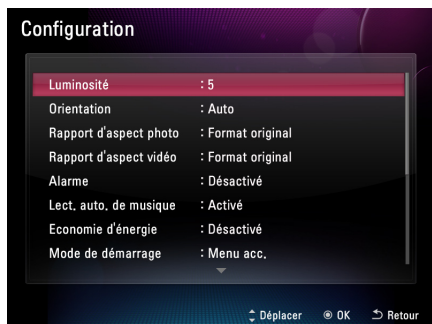 Configuration
Luminosité : 5
Orientation : Auto
Rapport d'aspect photo : Format original
Rapport d'aspect vidéo : Format original
Alarme : Désactivé
Lect. auto. de musique : Activé
Economie d'énergie : Désactivé
Mode de démarrage : Menu acc.
Déplacer OK Retour